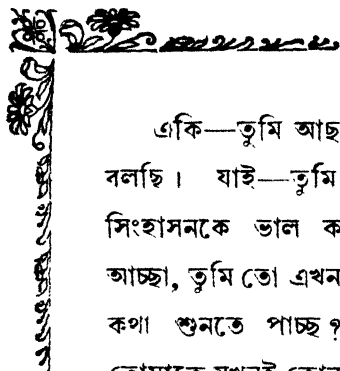 একি—তুমি আছ
বলছি। যাই—তুমি
সিংহাসনকে ভাল ক
আচ্ছা, তুমি তো এখন
কথা শুনতে পাচ্ছ?